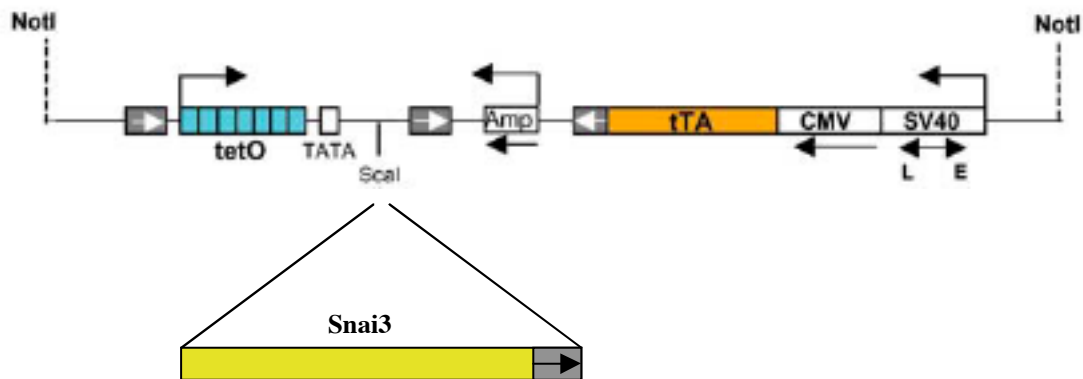 NotI
NotI
Amp
tTA
CMV
SV40
tetO
TATA
ScaI
L
E
Snai3